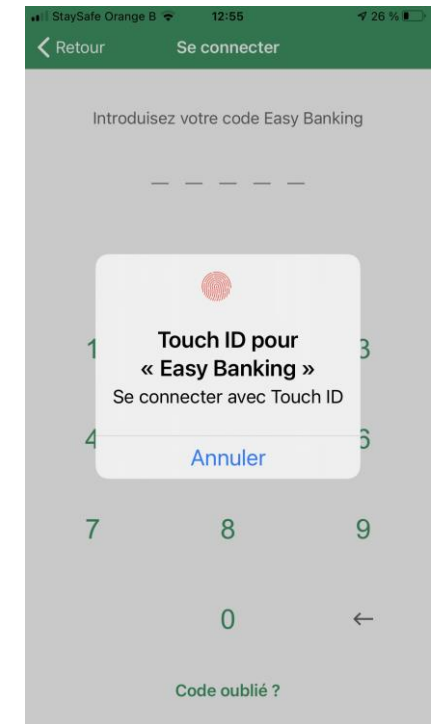 StaySafe Orange B 12:55 26 %
Retour Se connecter
Introduisez votre code Easy Banking
Touch ID pour
« Easy Banking »
Se connecter avec Touch ID
Annuler
1 3
4 6
7 8 9
0
Code oublié ?